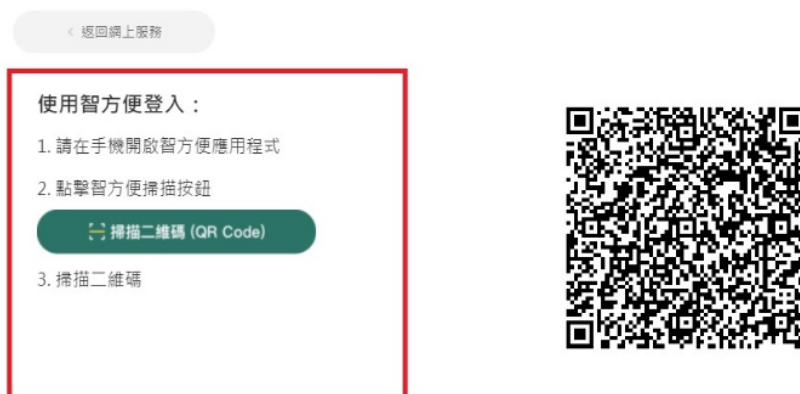 < 返回網上服務
使用智方便登入：
1. 請在手機開啟智方便應用程式
2. 點擊智方便掃描按鈕
掃描二維碼 (QR Code)
3. 掃描二維碼